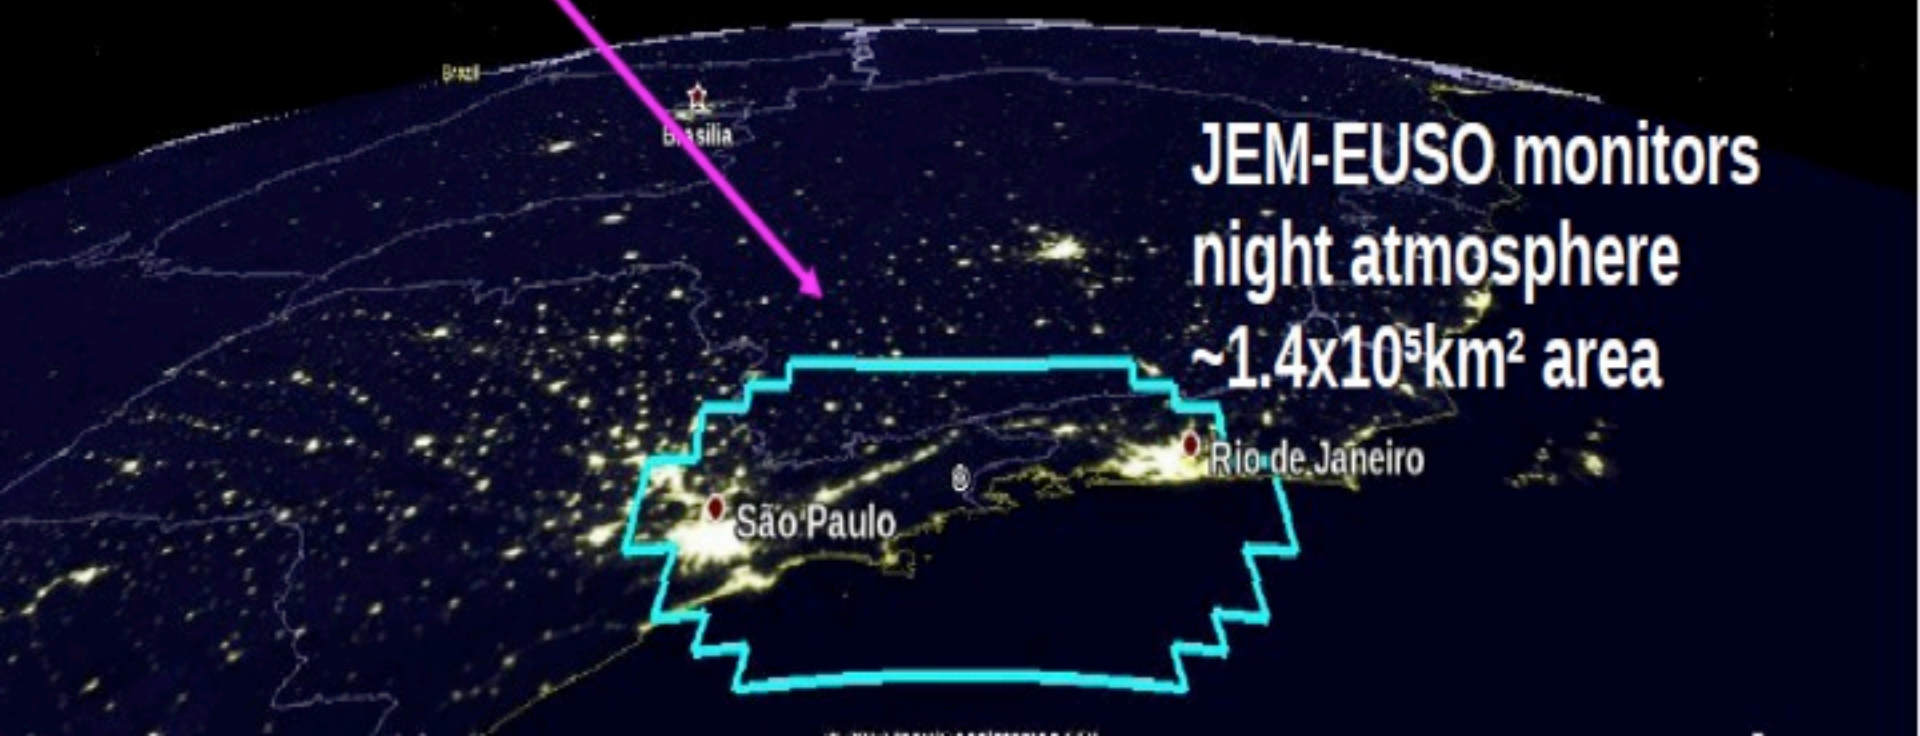 Brazil
Brasilia
JEM-EUSO monitors
night atmosphere
~1.4x10⁵km² area
Rio de Janeiro
São Paulo